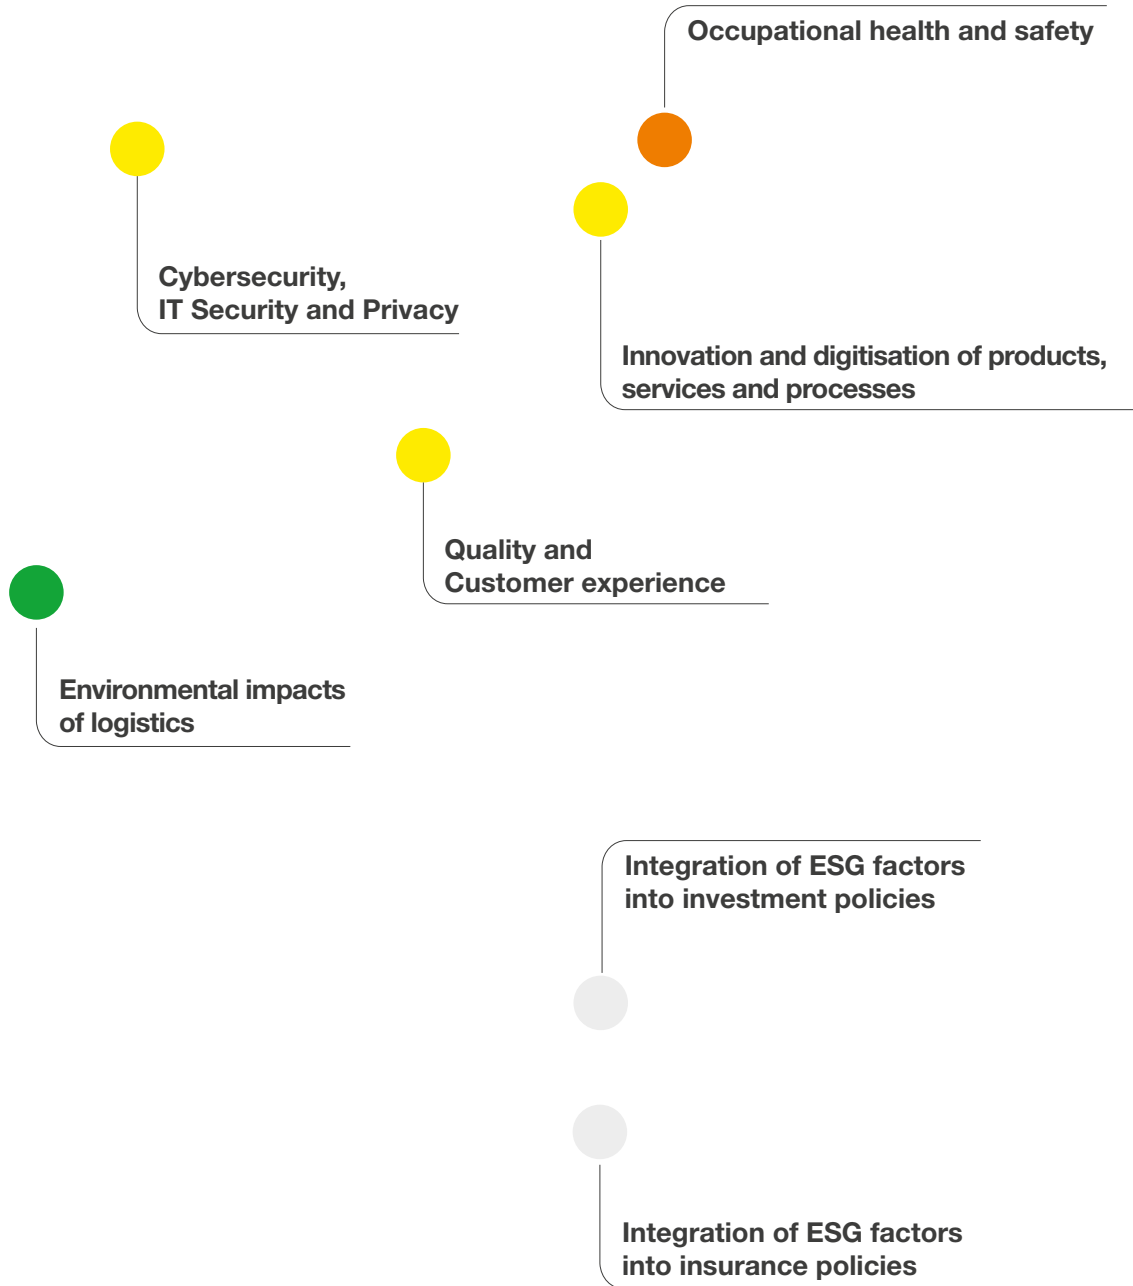 Occupational health and safety
Cybersecurity,
IT Security and Privacy
Innovation and digitisation of products,
services and processes
Quality and
Customer experience
Environmental impacts
of logistics
Integration of ESG factors
into investment policies
Integration of ESG factors
into insurance policies